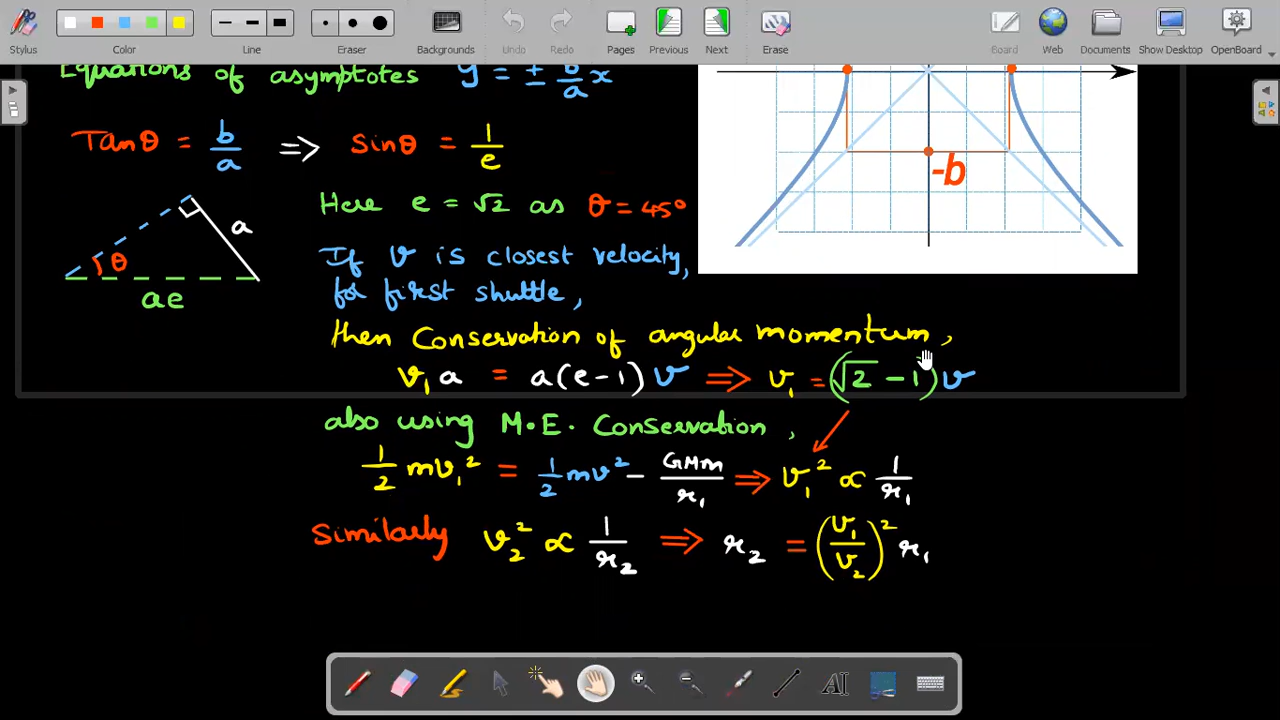 Stylus Color Line Eraser Backgrounds Undo Redo Pages Previous Next Erase Board Web Documents Show Desktop OpenBoard
Equations of asymptotes y = ± b/a x
Tanθ = b/a => sinθ = 1/e
-b
Here e = √2 as θ = 45°
a
θ
ae
If v is closest velocity,
for first shuttle,
then Conservation of angular momentum,
v₁a = a(e-1)v => v₁ = (√2 -1)v
also using M.E. Conservation,
1/2 mv₁² = 1/2 mv² - GMm/r₁ => v₁² ∝ 1/r₁
Similarly v₂² ∝ 1/r₂ => r₂ = (v₁/v₂)² r₁
AI